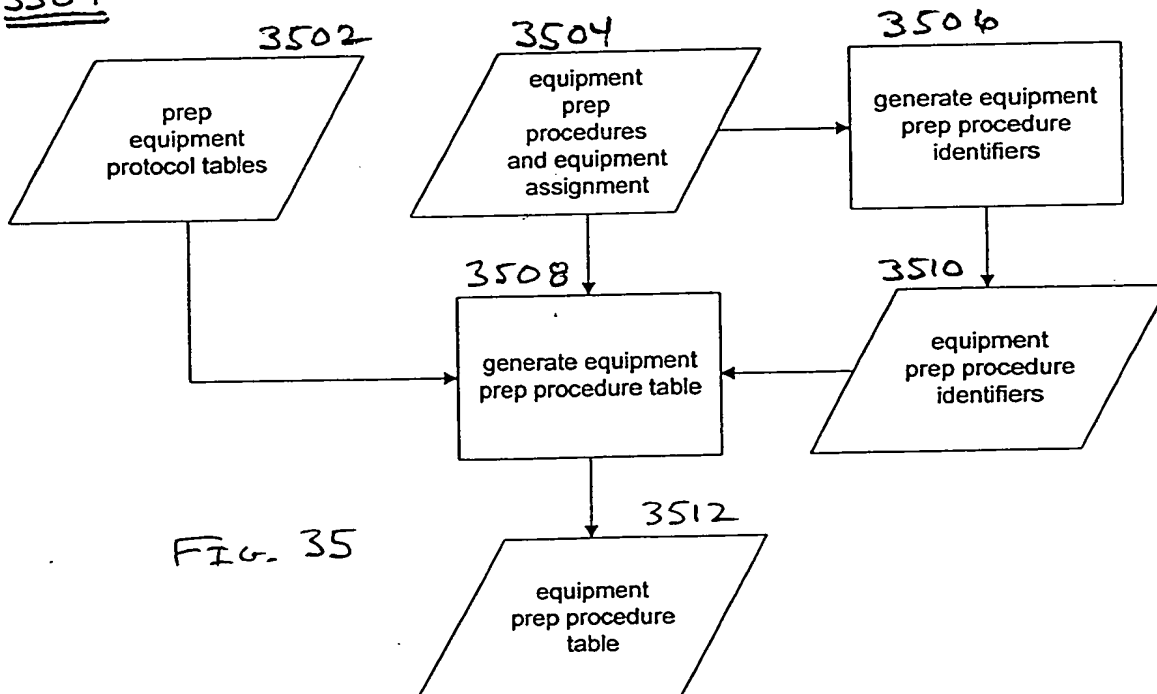 3502
3504
3506
prep
equipment
protocol tables
equipment
prep
procedures
and equipment
assignment
generate equipment
prep procedure
identifiers
3508
3510
generate equipment
prep procedure table
equipment
prep procedure
identifiers
3512
FIG. 35
equipment
prep procedure
table